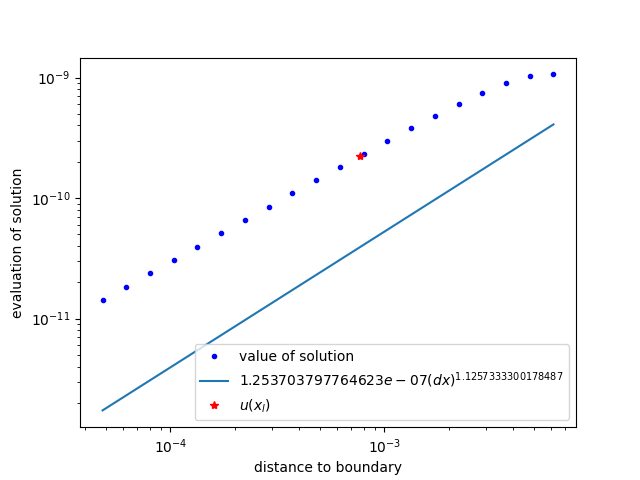 10⁻⁹
10⁻¹⁰
10⁻¹¹
evaluation of solution
value of solution
1.253703797764623e − 07(dx)^1.1257333300178487
u(x_l)
10⁻⁴ 10⁻³
distance to boundary